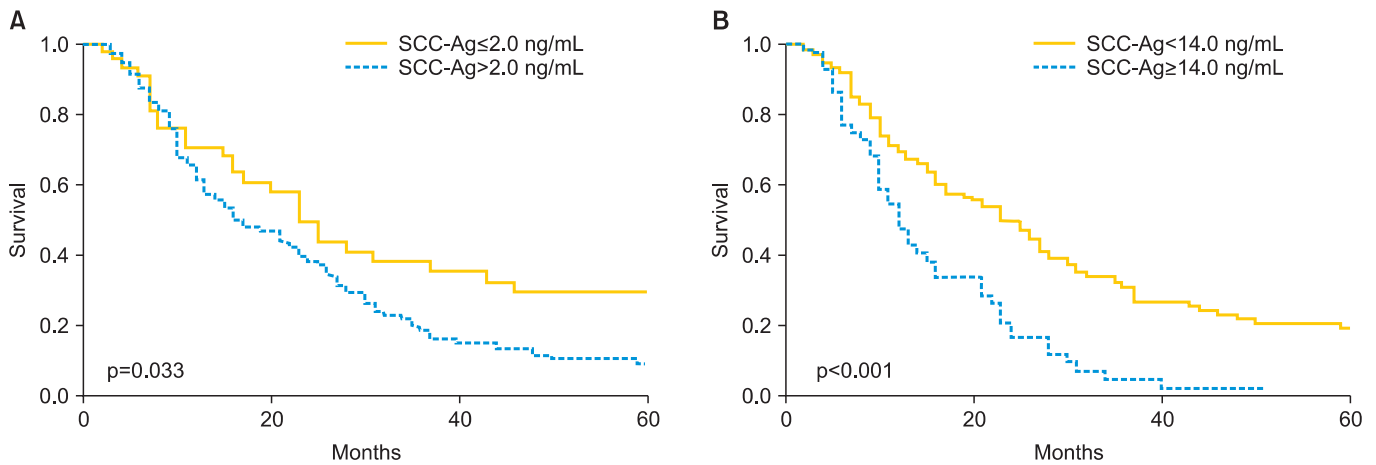 A
SCC-Ag≤2.0 ng/mL
SCC-Ag>2.0 ng/mL
1.0
0.8
0.6
0.4
0.2
0.0
Survival
p=0.033
0
20
40
60
Months
B
SCC-Ag<14.0 ng/mL
SCC-Ag≥14.0 ng/mL
1.0
0.8
0.6
0.4
0.2
0.0
Survival
p<0.001
0
20
40
60
Months